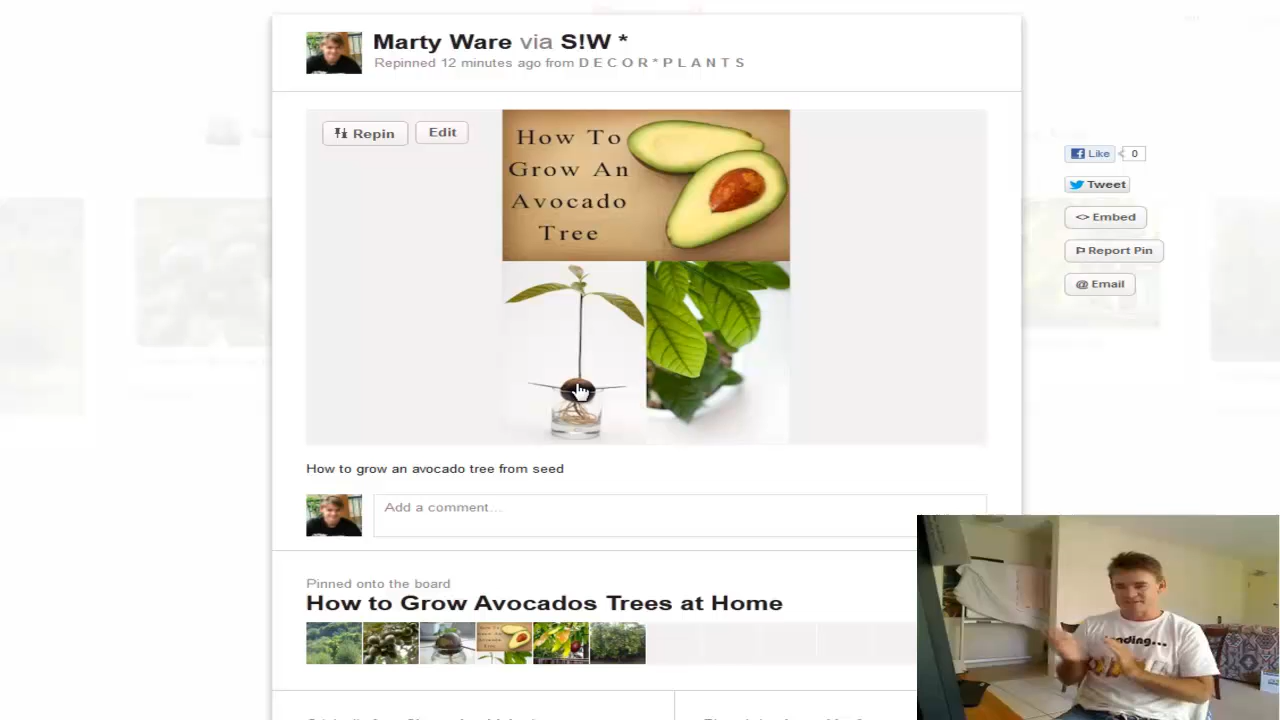 Marty Ware via S!W *
Repinned 12 minutes ago from D E C O R * P L A N T S
Repin
Edit
How To
Grow An
Avocado
Tree
Like
0
Tweet
<> Embed
Report Pin
@ Email
How to grow an avocado tree from seed
Add a comment...
Pinned onto the board
How to Grow Avocados Trees at Home